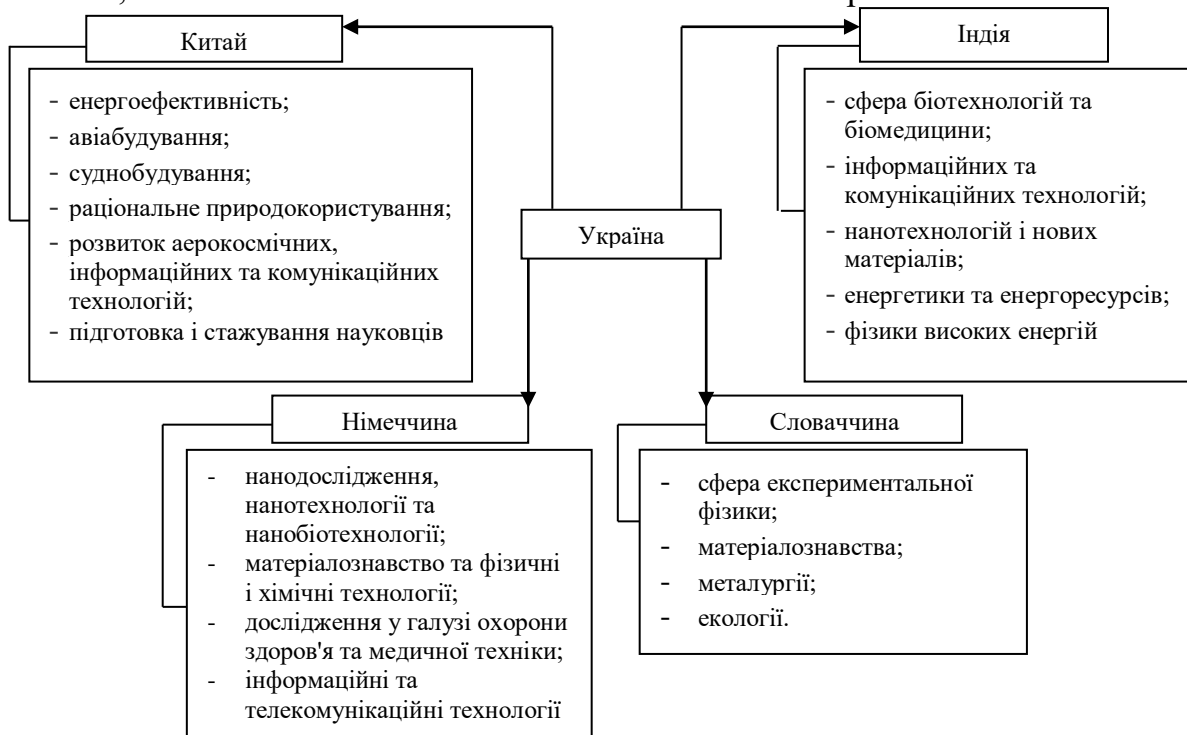 Китай
- енергоефективність;
- авіабудування;
- суднобудування;
- раціональне природокористування;
- розвиток аерокосмічних,
інформаційних та комунікаційних
технологій;
- підготовка і стажування науковців
Індія
- сфера біотехнологій та
біомедицини;
- інформаційних та
комунікаційних технологій;
- нанотехнологій і нових
матеріалів;
- енергетики та енергоресурсів;
- фізики високих енергій
Україна
Німеччина
- нанодослідження,
нанотехнології та
нанобіотехнології;
- матеріалознавство та фізичні
і хімічні технології;
- дослідження у галузі охорони
здоров'я та медичної техніки;
- інформаційні та
телекомунікаційні технології
Словаччина
- сфера експериментальної
фізики;
- матеріалознавства;
- металургії;
- екології.